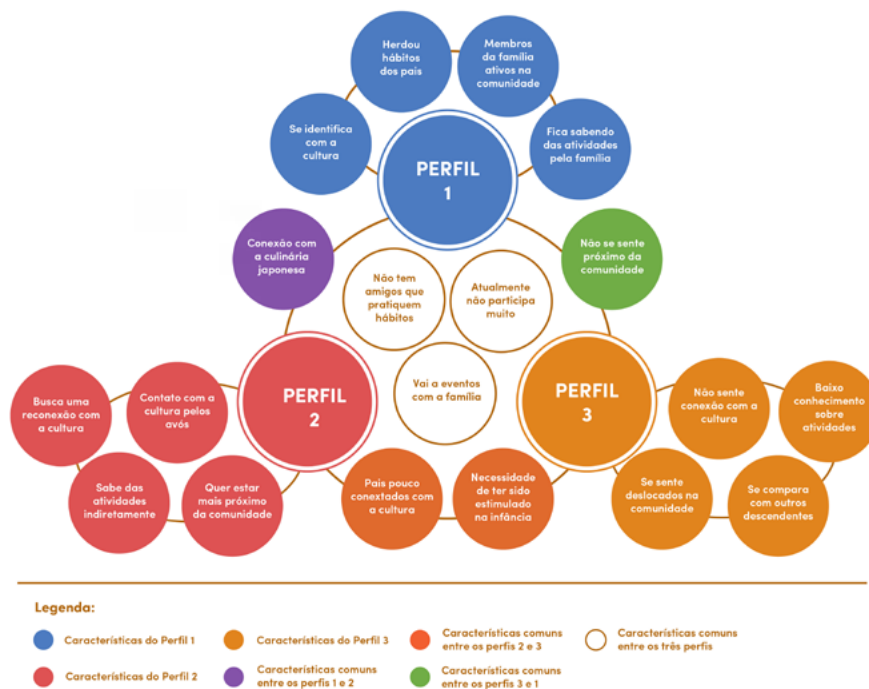 Herdou
hábitos
dos pais
Membros
da família
ativos na
comunidade
Se identifica
com a
cultura
Fica sabendo
das atividades
pela família
PERFIL
1
Conexão com
a culinária
japonesa
Não se sente
próximo da
comunidade
Não tem
amigos que
pratiquem
hábitos
Atualmente
não participa
muito
Vai a eventos
com a família
PERFIL
2
PERFIL
3
Busca uma
reconexão com
a cultura
Contato com a
cultura pelos
avós
Sabe das
atividades
indiretamente
Quer estar
mais próximo
da comunidade
Pais pouco
conectados com
a cultura
Necessidade
de ter sido
estimulado
na infância
Não sente
conexão com a
cultura
Baixo
conhecimento
sobre
atividades
Se sente
deslocados na
comunidade
Se compara
com outros
descendentes
Legenda:
Características do Perfil 1
Características do Perfil 3
Características comuns
entre os perfis 2 e 3
Características comuns
entre os três perfis
Características do Perfil 2
Características comuns
entre os perfis 1 e 2
Características comuns
entre os perfis 3 e 1